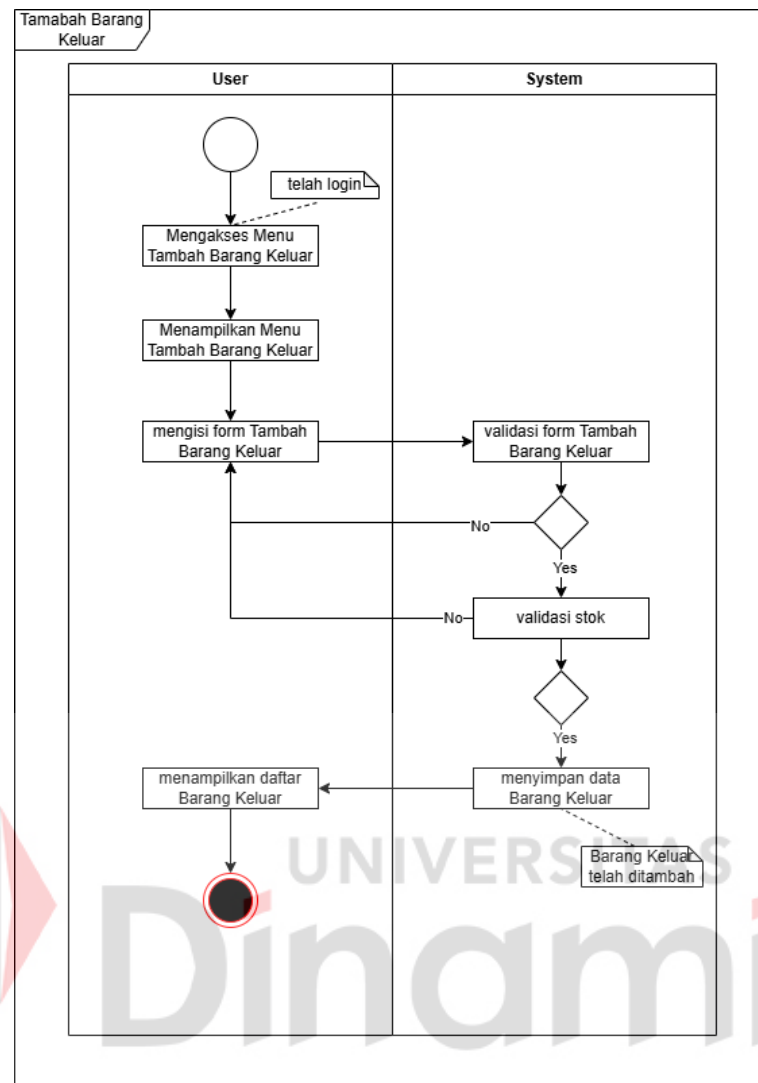 Tamabah Barang
Keluar
User
System
telah login
Mengakses Menu
Tambah Barang Keluar
Menampilkan Menu
Tambah Barang Keluar
mengisi form Tambah
Barang Keluar
validasi form Tambah
Barang Keluar
No
Yes
No
validasi stok
Yes
menampilkan daftar
Barang Keluar
menyimpan data
Barang Keluar
Barang Keluar
telah ditambah
UNIVERSITAS
Dinami